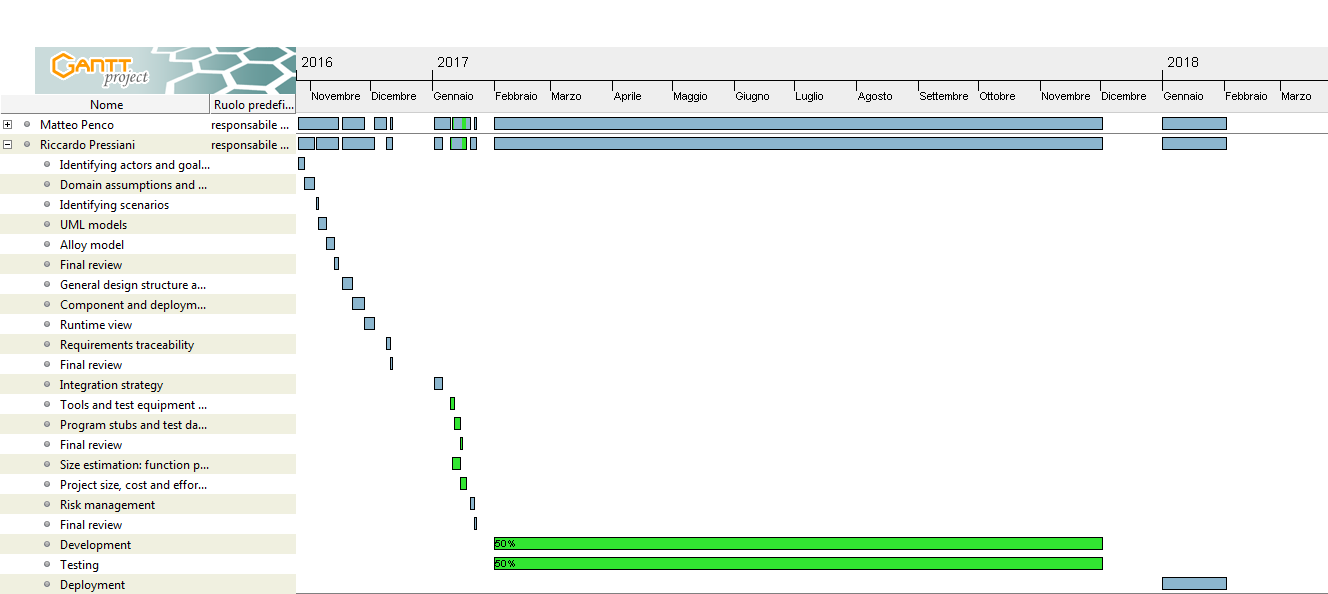 GANTT
project
2016 2017 2018
Nome Ruolo predefi... Novembre Dicembre Gennaio Febbraio Marzo Aprile Maggio Giugno Luglio Agosto Settembre Ottobre Novembre Dicembre Gennaio Febbraio Marzo
Matteo Penco responsabile ...
Riccardo Pressiani responsabile ...
Identifying actors and goal...
Domain assumptions and ...
Identifying scenarios
UML models
Alloy model
Final review
General design structure a...
Component and deploym...
Runtime view
Requirements traceability
Final review
Integration strategy
Tools and test equipment ...
Program stubs and test da...
Final review
Size estimation: function p...
Project size, cost and effor...
Risk management
Final review
Development 50%
Testing 50%
Deployment